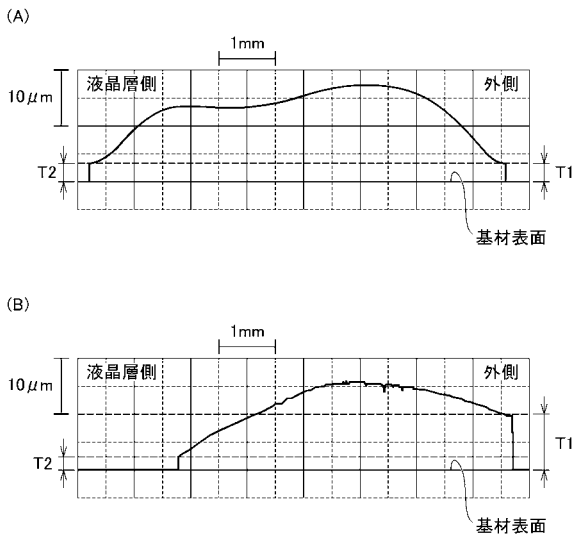 (A)
1mm
10μm
液晶層側
外側
T2
T1
基材表面
(B)
1mm
10μm
液晶層側
外側
T2
T1
基材表面